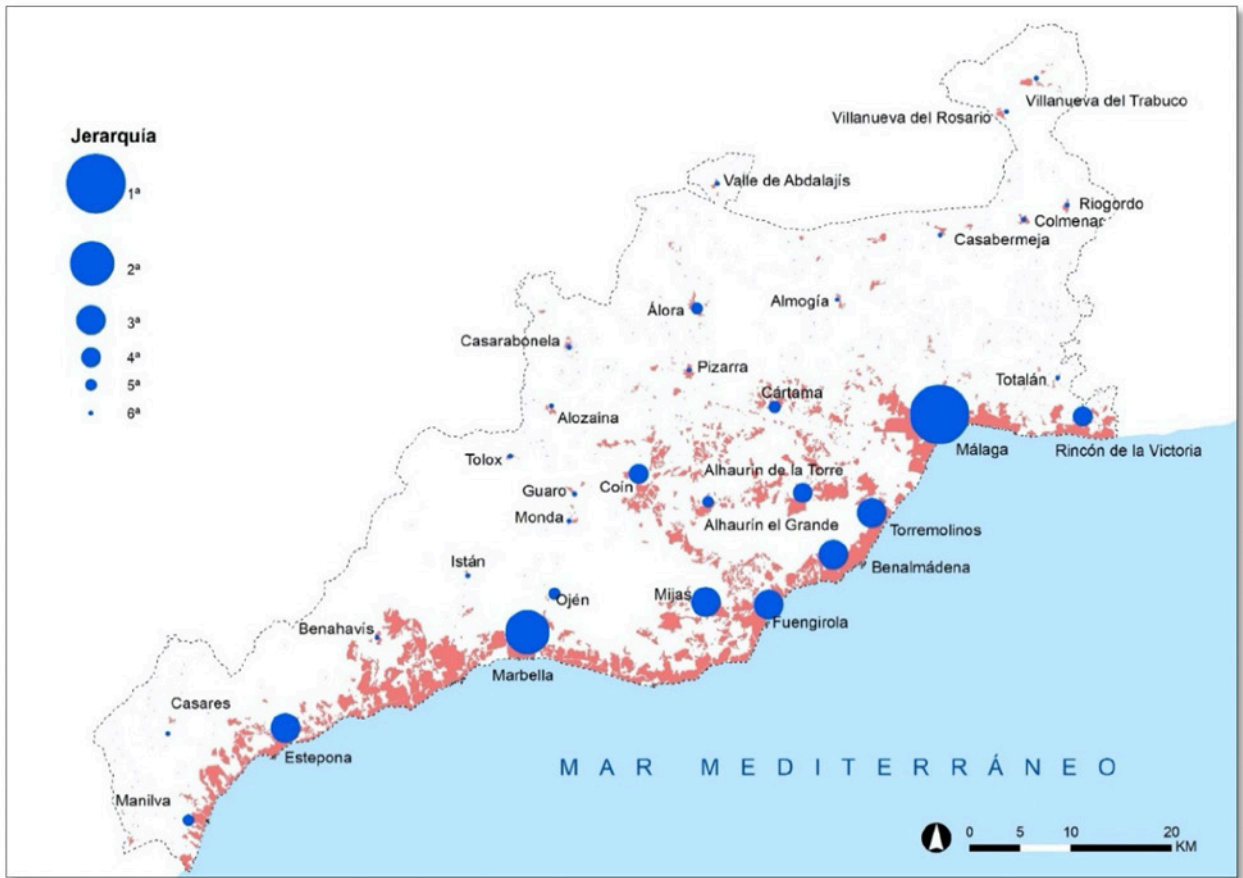 Villanueva del Trabuco
Villanueva del Rosario
Jerarquía
1ª
2ª
3ª
4ª
5ª
6ª
Valle de Abdalajís
Riogordo
Colmenar
Casabermeja
Álora
Almogía
Casarabonela
Pizarra
Totalán
Cártama
Alozaina
Málaga
Rincón de la Victoria
Tolox
Coín
Alhaurín de la Torre
Guaro
Monda
Alhaurín el Grande
Torremolinos
Istán
Benalmádena
Ojén
Mijas
Fuengirola
Benahavís
Marbella
Casares
Estepona
MAR MEDITERRÁNEO
Manilva
0 5 10 20
KM